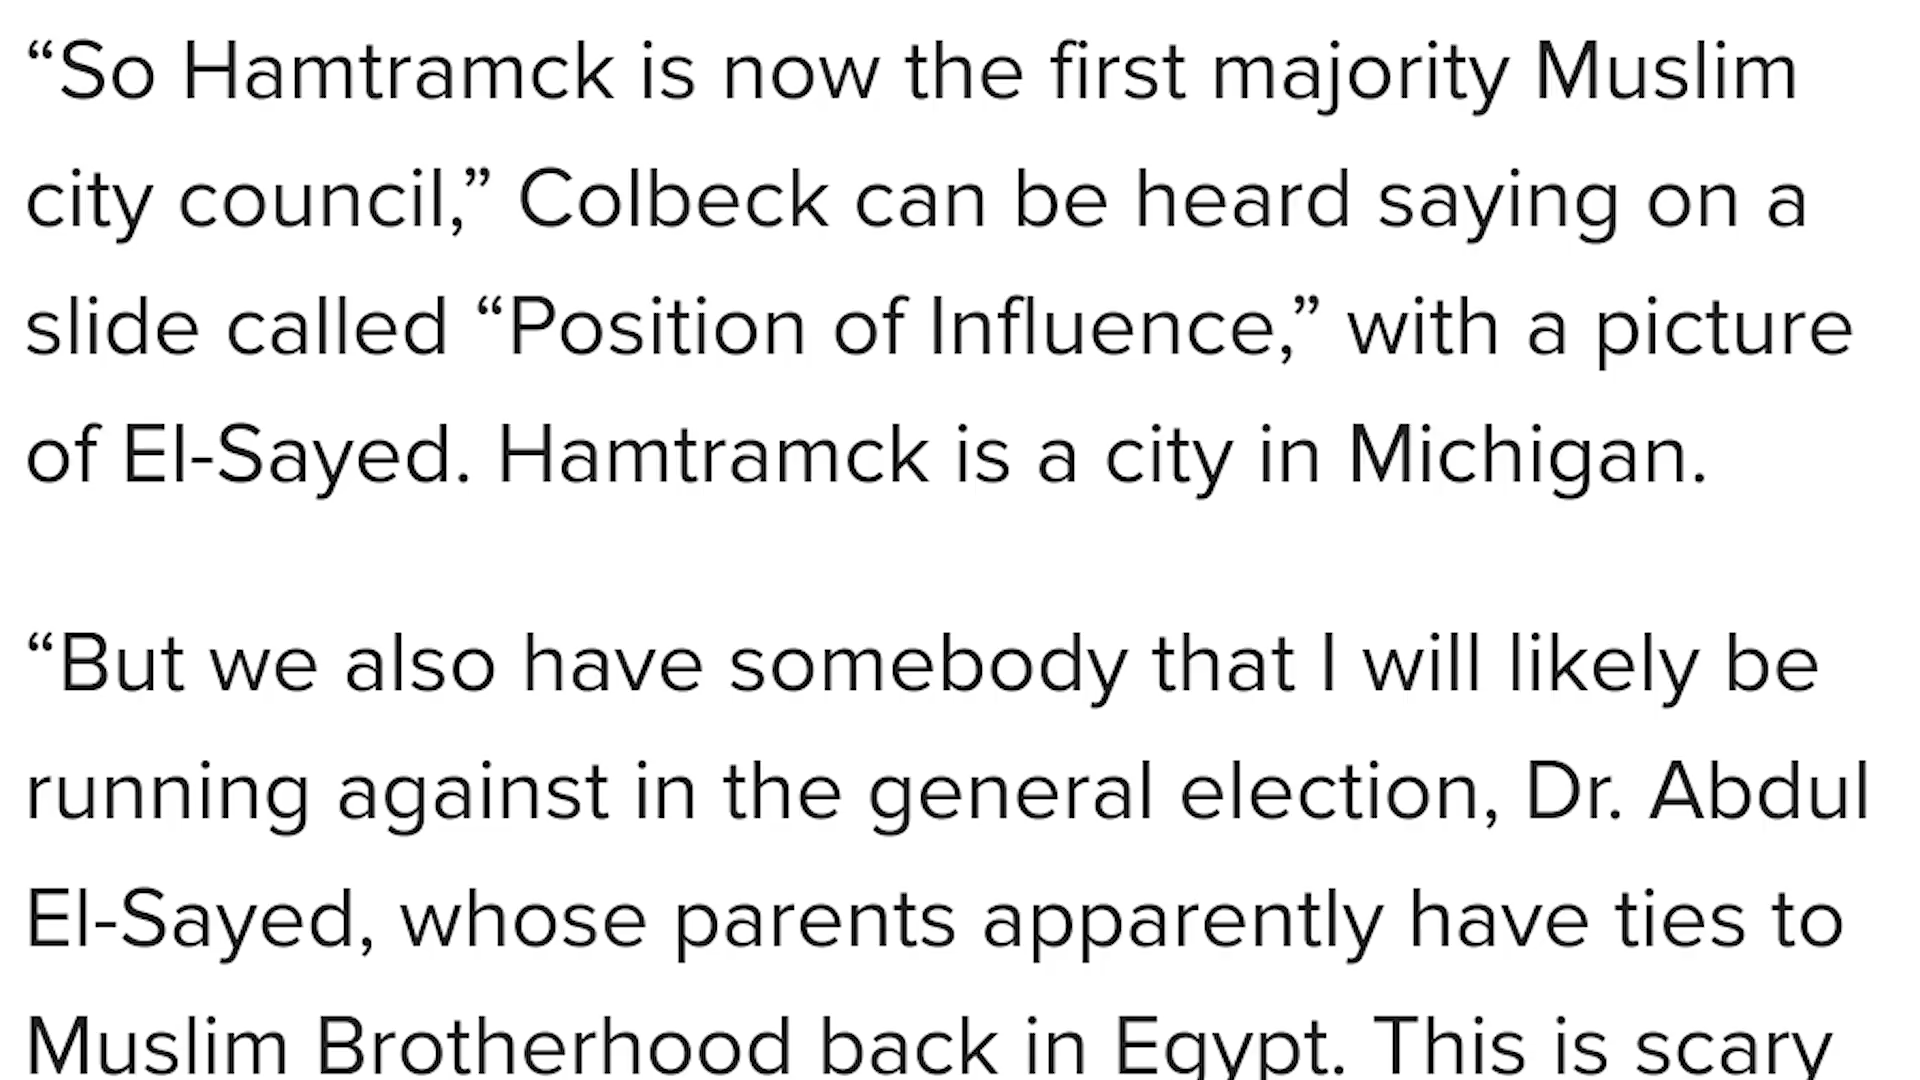 “So Hamtramck is now the first majority Muslim
city council,” Colbeck can be heard saying on a
slide called “Position of Influence,” with a picture
of El-Sayed. Hamtramck is a city in Michigan.
“But we also have somebody that I will likely be
running against in the general election, Dr. Abdul
El-Sayed, whose parents apparently have ties to
Muslim Brotherhood back in Egypt. This is scary